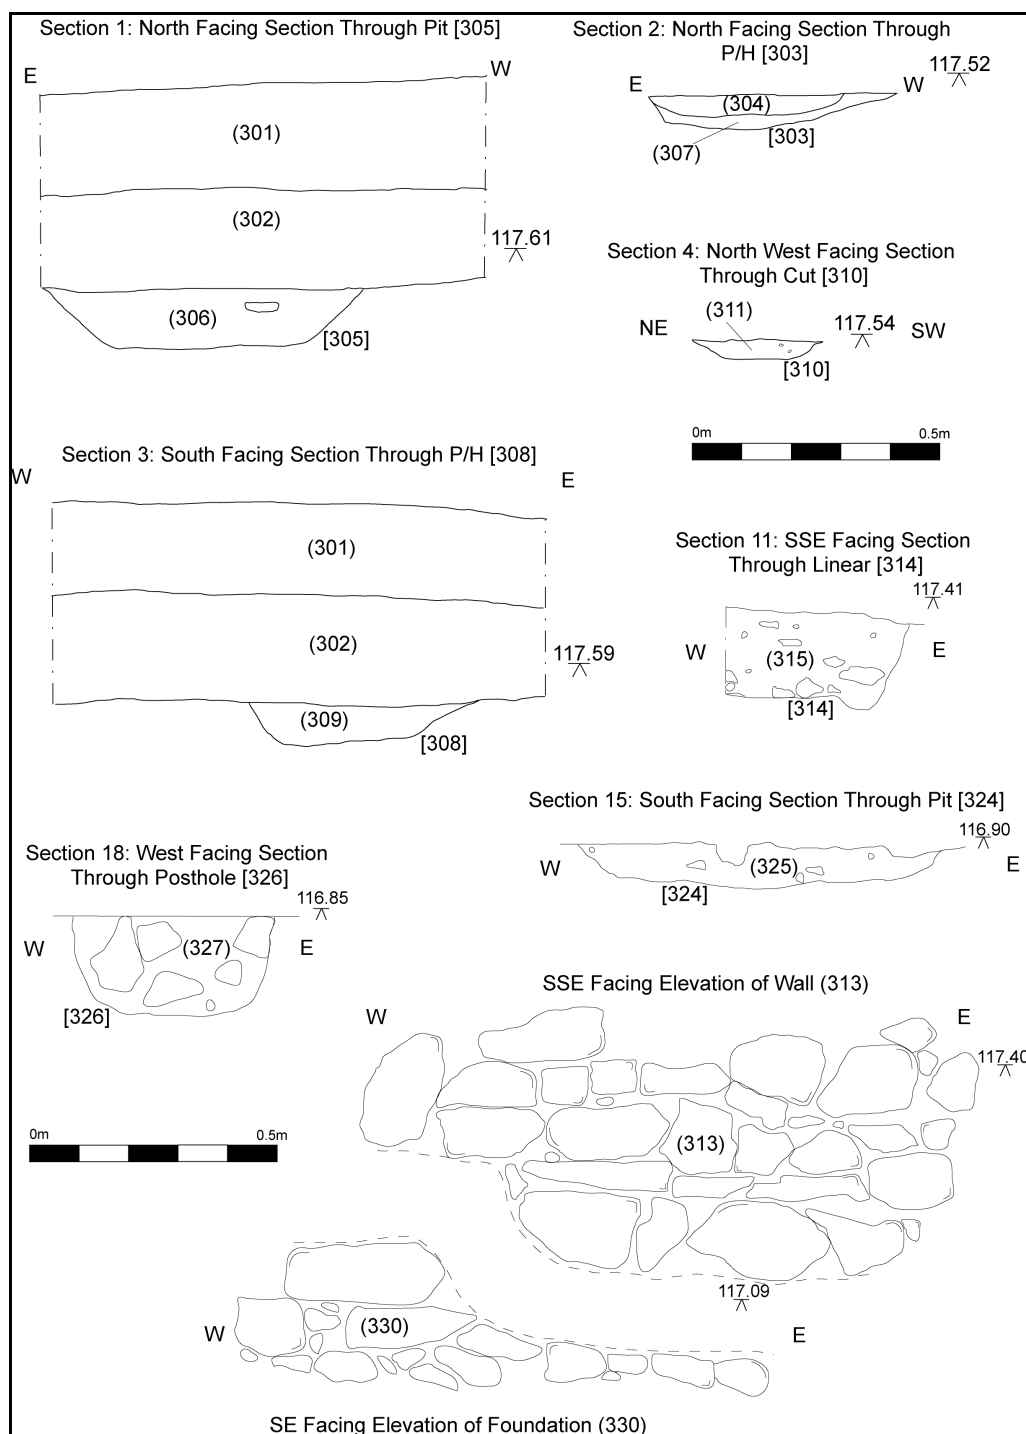 Section 1: North Facing Section Through Pit [305]
E
W
(301)
(302)
117.61
(306)
[305]
Section 2: North Facing Section Through
P/H [303]
117.52
E
W
(304)
[303]
(307)
Section 4: North West Facing Section
Through Cut [310]
(311)
NE
117.54
SW
[310]
0m
0.5m
Section 3: South Facing Section Through P/H [308]
W
E
(301)
(302)
117.59
(309)
[308]
Section 11: SSE Facing Section
Through Linear [314]
117.41
W
E
(315)
[314]
Section 15: South Facing Section Through Pit [324]
116.90
W
E
(325)
[324]
Section 18: West Facing Section
Through Posthole [326]
116.85
W
E
(327)
[326]
SSE Facing Elevation of Wall (313)
W
E
117.40
(313)
0m
0.5m
117.09
W
E
(330)
SE Facing Elevation of Foundation (330)